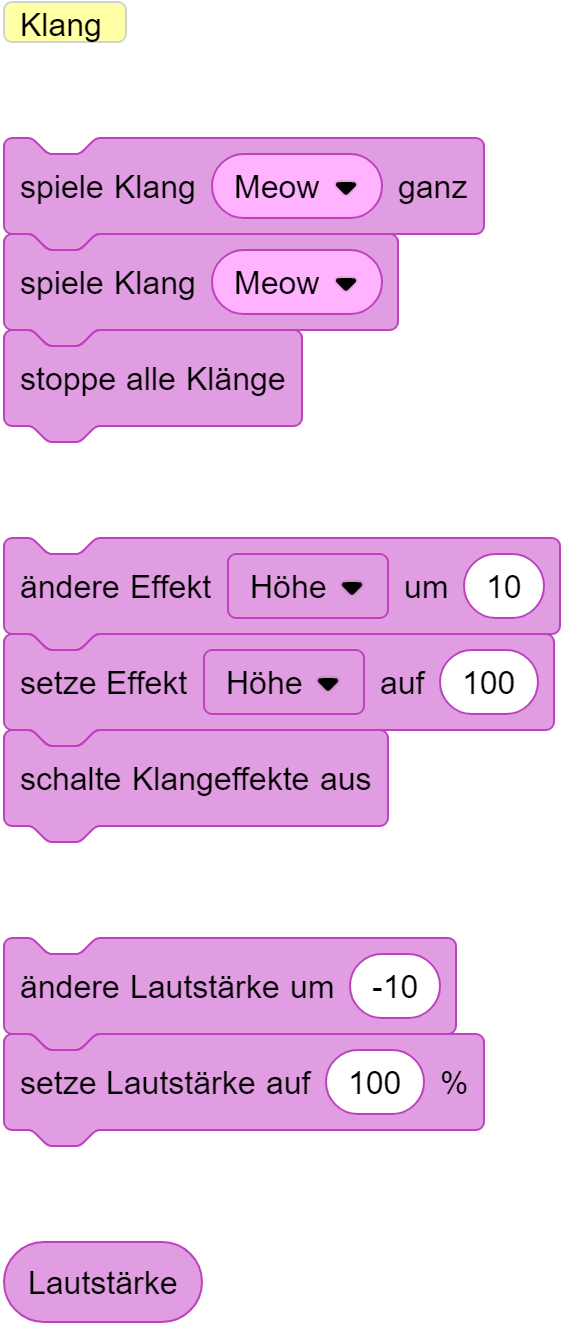 Klang
spiele Klang Meow ganz
spiele Klang Meow
stoppe alle Klänge
ändere Effekt Höhe um 10
setze Effekt Höhe auf 100
schalte Klangeffekte aus
ändere Lautstärke um -10
setze Lautstärke auf 100 %
Lautstärke